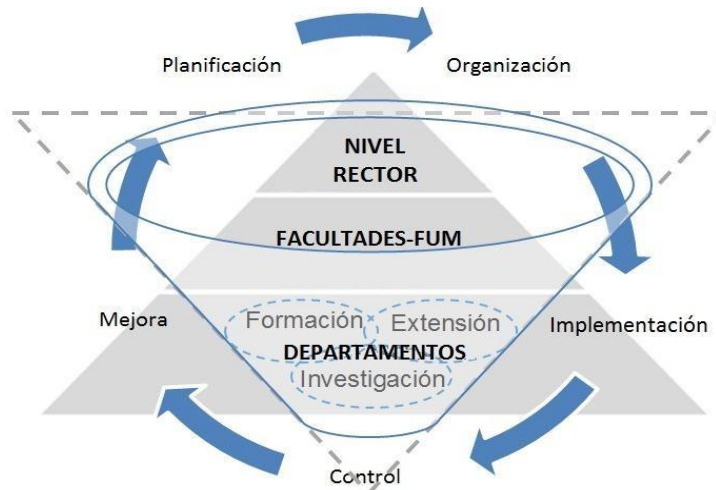 Planificación
Organización
NIVEL
RECTOR
FACULTADES-FUM
Mejora
Formación
Extensión
Implementación
DEPARTAMENTOS
Investigación
Control